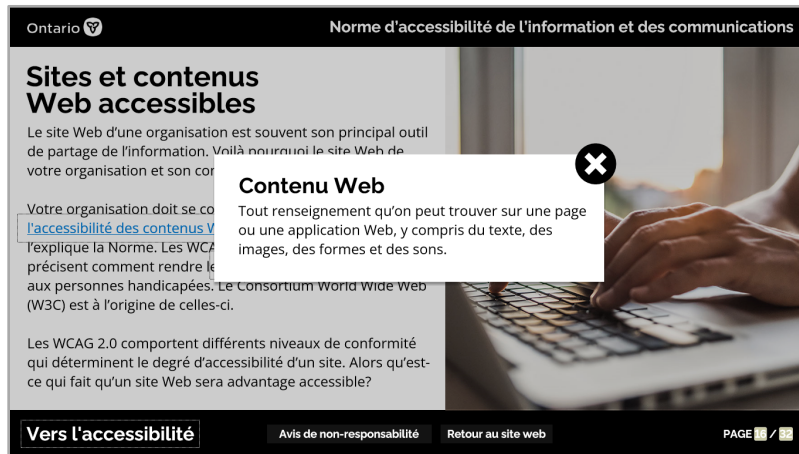 Ontario
Norme d'accessibilité de l'information et des communications
Sites et contenus
Web accessibles
Le site Web d'une organisation est souvent son principal outil
de partage de l'information. Voilà pourquoi le site Web de
votre organisation et son
Contenu Web
Tout renseignement qu'on peut trouver sur une page
ou une application Web, y compris du texte, des
images, des formes et des sons.
Votre organisation doit se
l'accessibilité des contenus
l'explique la Norme. Les
précisent comment rendre
aux personnes handicapées. Le Consortium World Wide Web
(W3C) est à l'origine de celles-ci.
Les WCAG 2.0 comportent différents niveaux de conformité
qui déterminent le degré d'accessibilité d'un site. Alors qu'est-
ce qui fait qu'un site Web sera advantage accessible?
Vers l'accessibilité
Avis de non-responsabilité
Retour au site web
PAGE 16 / 32